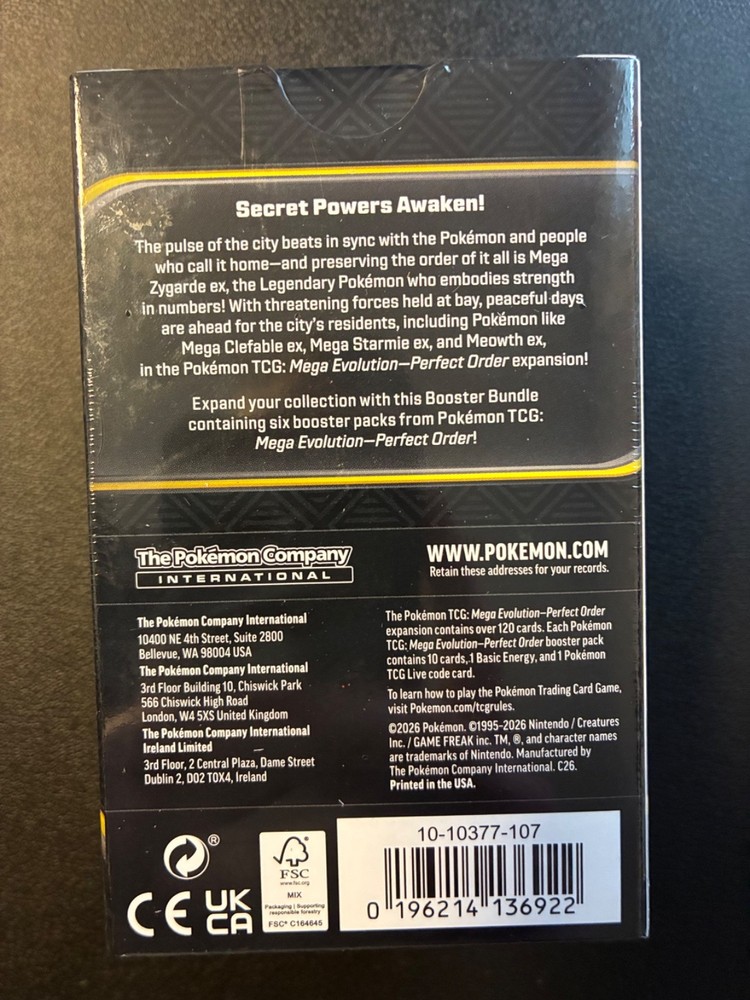 Secret Powers Awaken!
The pulse of the city beats in sync with the Pokémon and people
who call it home—and preserving the order of it all is Mega
Zygarde ex, the Legendary Pokémon who embodies strength
in numbers! With threatening forces held at bay, peaceful days
are ahead for the city's residents, including Pokémon like
Mega Clefable ex, Mega Starmie ex, and Meowth ex,
in the Pokémon TCG: Mega Evolution—Perfect Order expansion!
Expand your collection with this Booster Bundle
containing six booster packs from Pokémon TCG:
Mega Evolution—Perfect Order!
The Pokémon Company
INTERNATIONAL
WWW.POKEMON.COM
Retain these addresses for your records.
The Pokémon Company International
10400 NE 4th Street, Suite 2800
Bellevue, WA 98004 USA
The Pokémon Company International
3rd Floor Building 10, Chiswick Park
566 Chiswick High Road
London, W4 5XS United Kingdom
The Pokémon Company International
Ireland Limited
3rd Floor, 2 Central Plaza, Dame Street
Dublin 2, D02 T0X4, Ireland
The Pokémon TCG: Mega Evolution—Perfect Order
expansion contains over 120 cards. Each Pokémon
TCG: Mega Evolution—Perfect Order booster pack
contains 10 cards, 1 Basic Energy, and 1 Pokémon
TCG Live code card.
To learn how to play the Pokémon Trading Card Game,
visit Pokemon.com/tcgrules.
©2026 Pokémon. ©1995–2026 Nintendo / Creatures
Inc. / GAME FREAK inc. TM, ®, and character names
are trademarks of Nintendo. Manufactured by
The Pokémon Company International. C26.
Printed in the USA.
®
CE
UK
CA
FSC
www.fsc.org
MIX
Packaging | Supporting
responsible forestry
FSC® C164645
10-10377-107
0 196214 136922